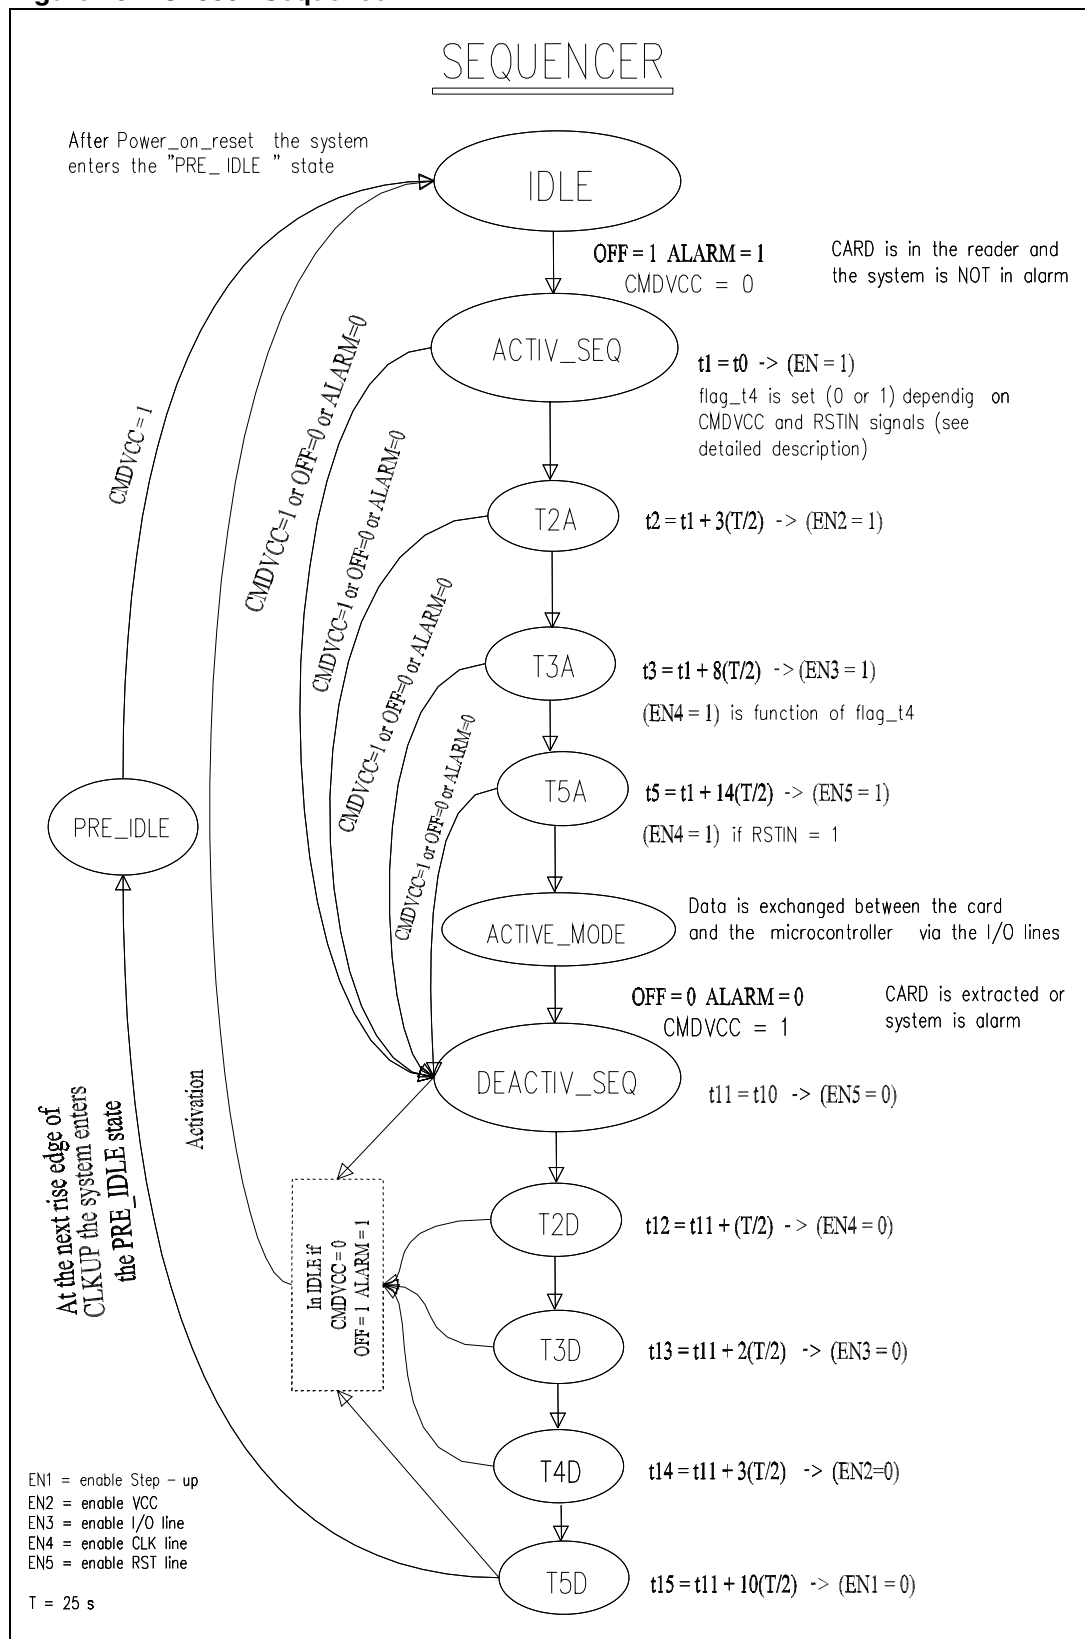 SEQUENCER
After Power_on_reset the system
enters the "PRE_IDLE " state
IDLE
OFF = 1 ALARM = 1
CMDVCC = 0
CARD is in the reader and
the system is NOT in alarm
ACTIV_SEQ
t1 = t0 -> (EN = 1)
flag_t4 is set (0 or 1) dependig on
CMDVCC and RSTIN signals (see
detailed description)
CMDVCC=1 or OFF=0 or ALARM=0
CMDVCC=1 or OFF=0 or ALARM=0
CMDVCC=1 or OFF=0 or ALARM=0
CMDVCC=1 or OFF=0 or ALARM=0
CMDVCC= 1
T2A
t2 = t1 + 3(T/2) -> (EN2 = 1)
T3A
t3 = t1 + 8(T/2) -> (EN3 = 1)
(EN4 = 1) is function of flag_t4
T5A
t5 = t1 + 14(T/2) -> (EN5 = 1)
(EN4 = 1) if RSTIN = 1
PRE_IDLE
ACTIVE_MODE
Data is exchanged between the card
and the microcontroller via the I/O lines
OFF = 0 ALARM = 0
CMDVCC = 1
CARD is extracted or
system is alarm
DEACTIV_SEQ
t11 = t10 -> (EN5 = 0)
Activation
At the next rise edge of
CLKUP the system enters
the PRE_IDLE state
In IDLE if
CMDVCC = 0
OFF = 1 ALARM = 1
T2D
t12 = t11 + (T/2) -> (EN4 = 0)
T3D
t13 = t11 + 2(T/2) -> (EN3 = 0)
T4D
t14 = t11 + 3(T/2) -> (EN2=0)
T5D
t15 = t11 + 10(T/2) -> (EN1 = 0)
EN1 = enable Step - up
EN2 = enable VCC
EN3 = enable I/O line
EN4 = enable CLK line
EN5 = enable RST line
T = 25 s